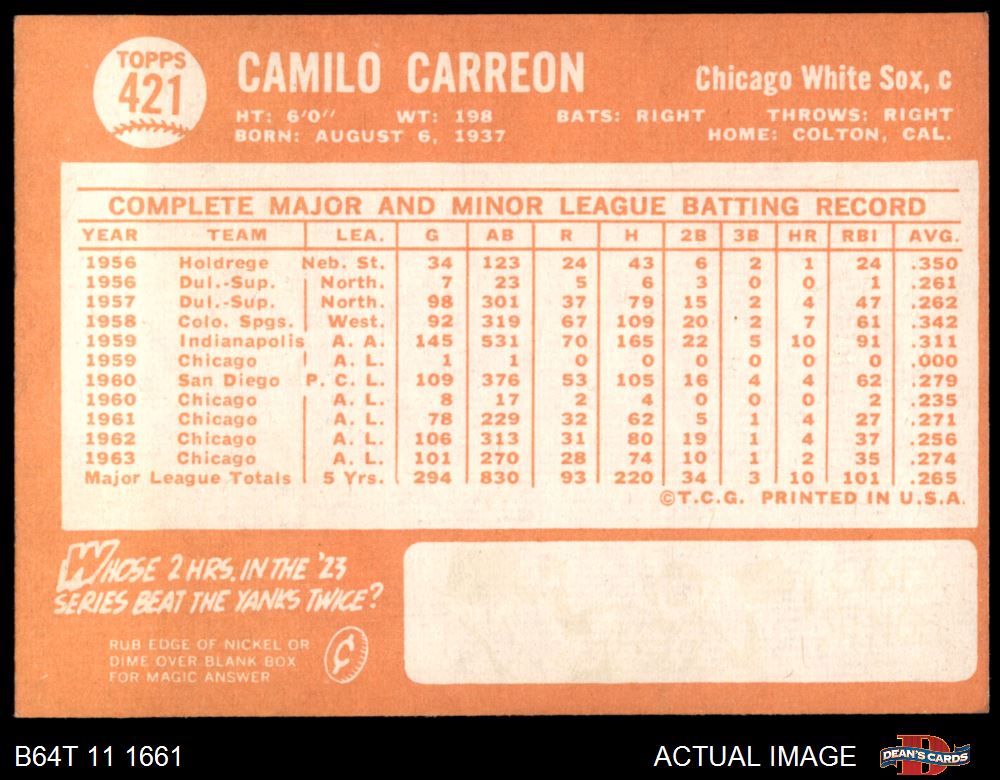 TOPPS
421
CAMILO CARREON
Chicago White Sox, c
HT: 6'0" WT: 198 BATS: RIGHT THROWS: RIGHT
BORN: AUGUST 6, 1937 HOME: COLTON, CAL.
COMPLETE MAJOR AND MINOR LEAGUE BATTING RECORD
YEAR TEAM LEA. G AB R H 2B 3B HR RBI AVG.
1956 Holdrege Neb. St. 34 123 24 43 6 2 1 24 .350
1956 Dul.-Sup. North. 7 23 5 6 3 0 0 1 .261
1957 Dul.-Sup. North. 98 301 37 79 15 2 4 47 .262
1958 Colo. Spgs. West. 92 319 67 109 20 2 7 61 .342
1959 Indianapolis A. A. 145 531 70 165 22 5 10 91 .311
1959 Chicago A. L. 1 1 0 0 0 0 0 0 .000
1960 San Diego P. C. L. 109 376 53 105 16 4 4 62 .279
1960 Chicago A. L. 8 17 2 4 0 0 0 2 .235
1961 Chicago A. L. 78 229 32 62 5 1 4 27 .271
1962 Chicago A. L. 106 313 31 80 19 1 4 37 .256
1963 Chicago A. L. 101 270 28 74 10 1 2 35 .274
Major League Totals 5 Yrs. 294 830 93 220 34 3 10 101 .265
©T.C.G. PRINTED IN U.S.A.
WHOSE 2 HRS. IN THE '23
SERIES BEAT THE YANKS TWICE?
RUB EDGE OF NICKEL OR
DIME OVER BLANK BOX
FOR MAGIC ANSWER
¢
B64T 11 1661
ACTUAL IMAGE
D
DEAN'S CARDS